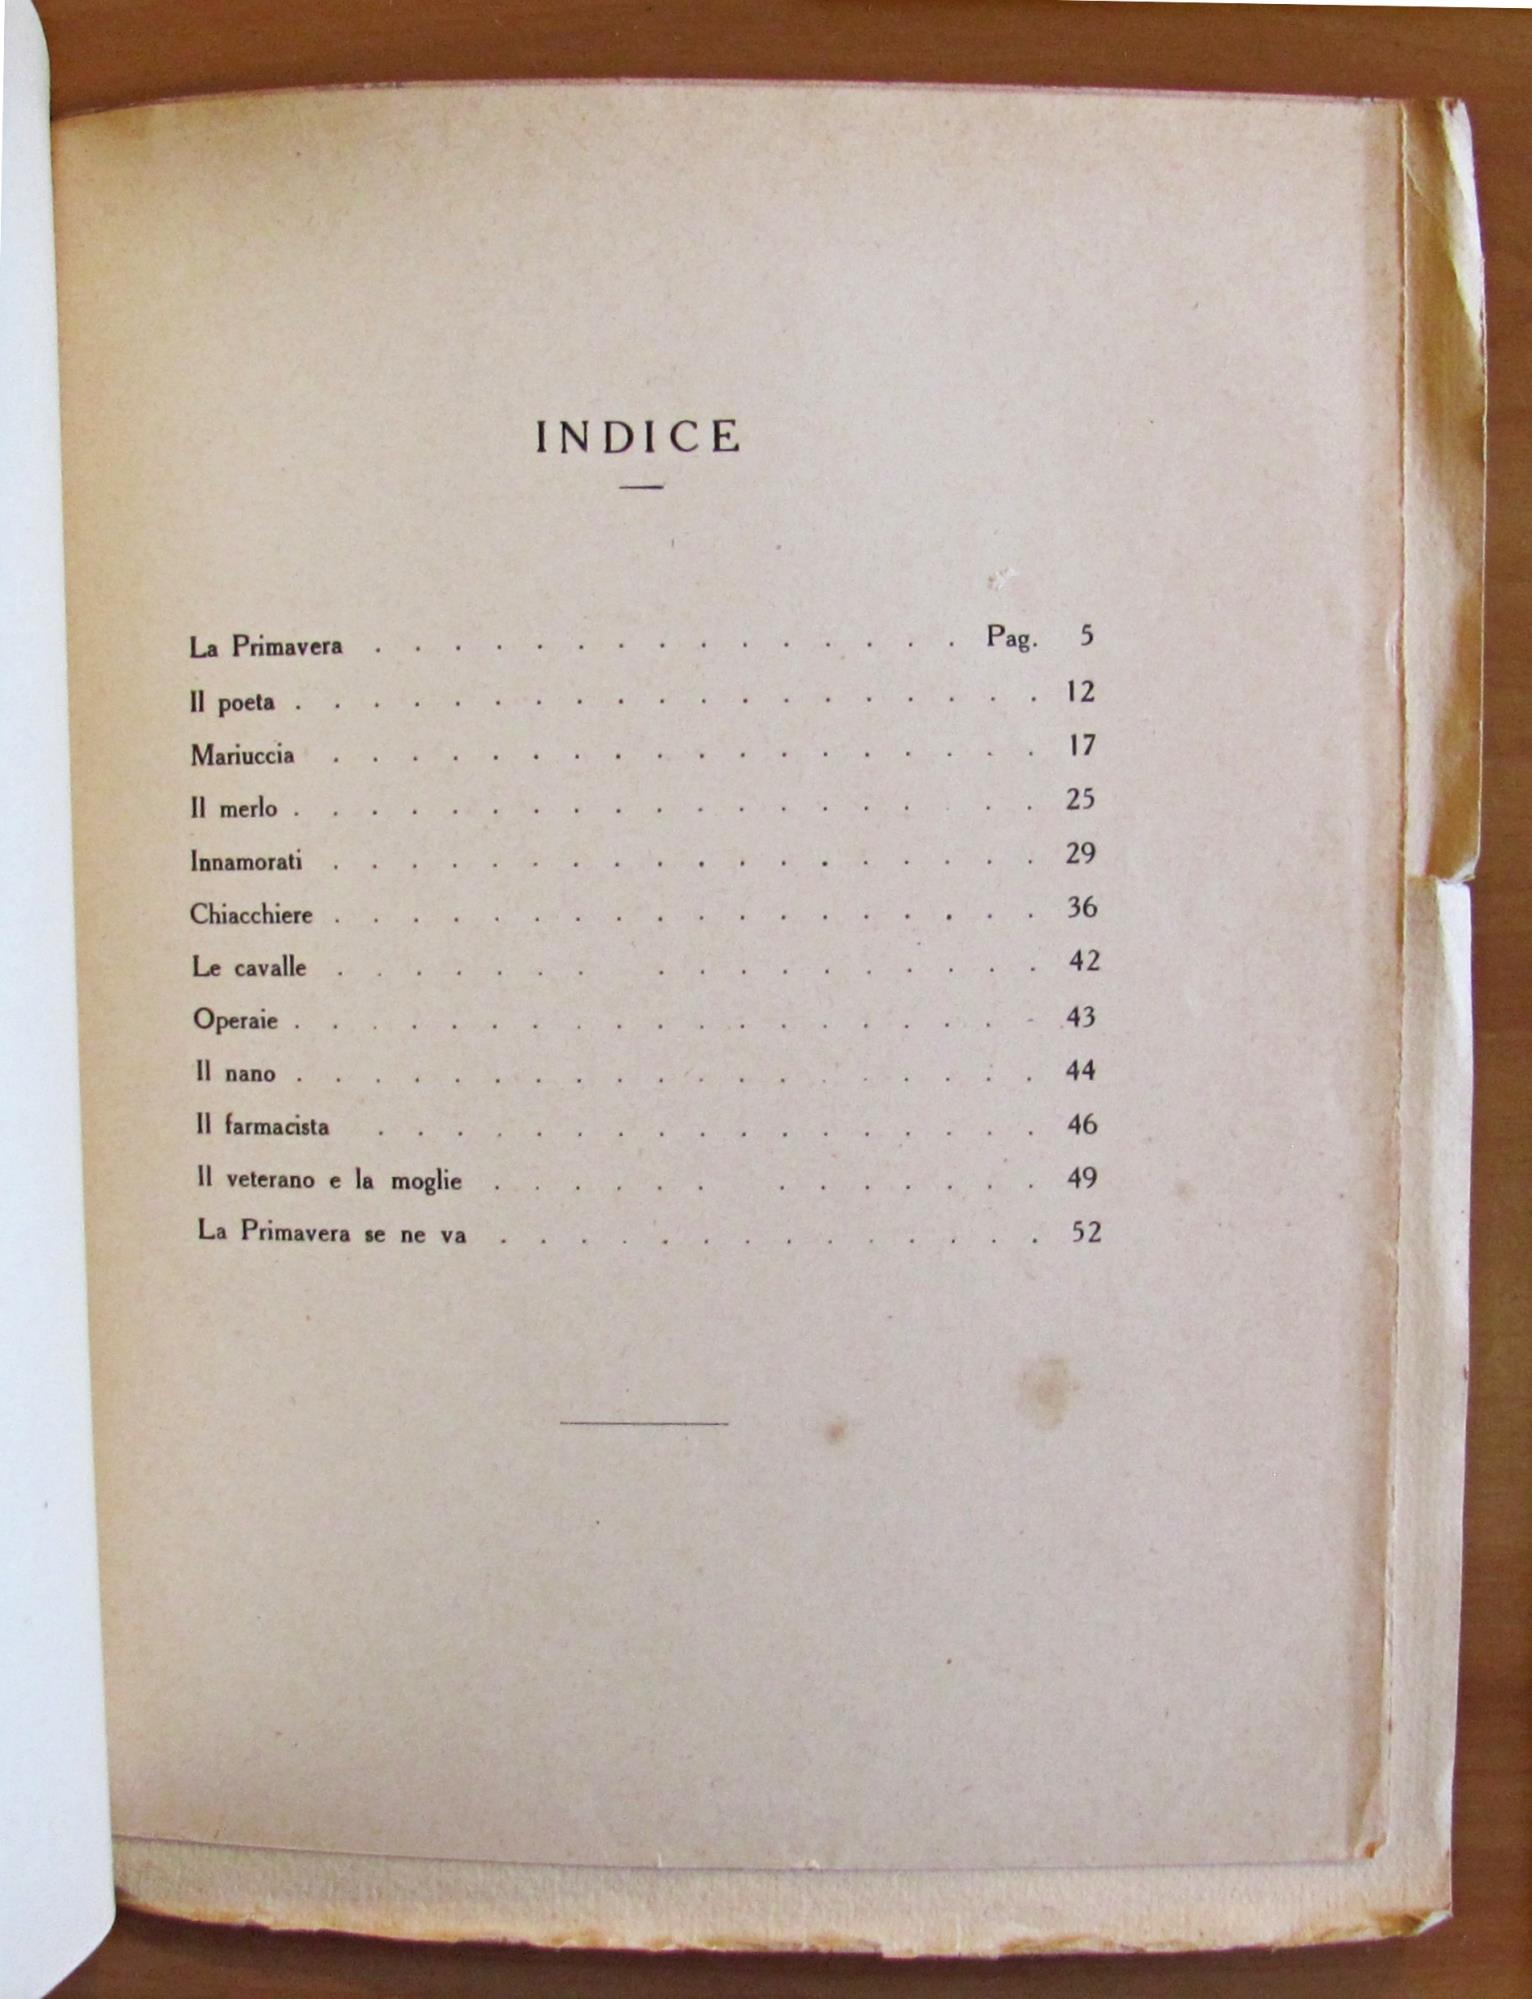 INDICE
La Primavera . . . . . . . . . . . . . . . Pag. 5
Il poeta . . . . . . . . . . . . . . . . . . . 12
Mariuccia . . . . . . . . . . . . . . . . . . 17
Il merlo . . . . . . . . . . . . . . . . . . 25
Innamorati . . . . . . . . . . . . . . . . . . 29
Chiacchiere . . . . . . . . . . . . . . . . . . 36
Le cavalle . . . . . . . . . . . . . . . . . 42
Operaie . . . . . . . . . . . . . . . . . . . 43
Il nano . . . . . . . . . . . . . . . . . . . 44
Il farmacista . . . . . . . . . . . . . . . . . 46
Il veterano e la moglie . . . . . . . . . . . . . 49
La Primavera se ne va . . . . . . . . . . . . . . 52